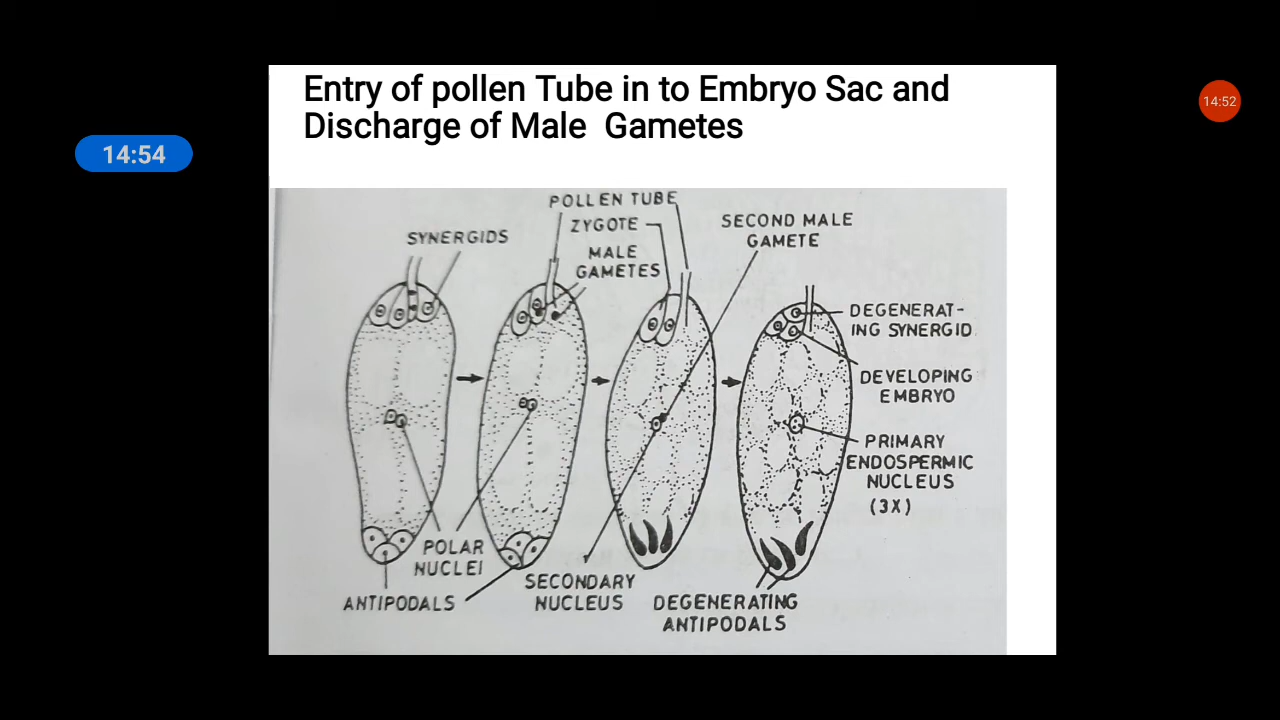 Entry of pollen Tube in to Embryo Sac and
Discharge of Male Gametes
14:54
14:52
POLLEN TUBE
ZYGOTE
SYNERGIDS
MALE
GAMETES
SECOND MALE
GAMETE
DEGENERAT-
ING SYNERGID
DEVELOPING
EMBRYO
PRIMARY
ENDOSPERMIC
NUCLEUS
(3X)
POLAR
NUCLEI
ANTIPODALS
SECONDARY
NUCLEUS
DEGENERATING
ANTIPODALS